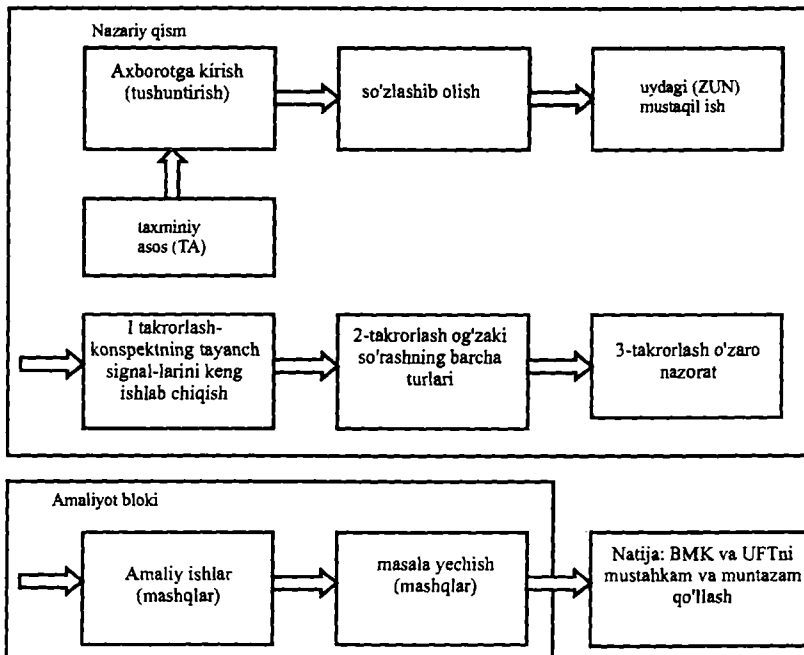 Nazariy qism
Axborotga kirish
(tushuntirish)
so'zlashib olish
uydagi (ZUN)
mustaqil ish
taxminiy
asos (TA)
I takrorlash-
konspektning tayanch
signal-larini keng
ishlab chiqish
2-takrorlash og'zaki
so'rashning barcha
turlari
3-takrorlash o'zaro
nazorat
Amaliyot bloki
Amaliy ishlar
(mashqlar)
masala yechish
(mashqlar)
Natija: BMK va UFTni
mustahkam va muntazam
qo'llash